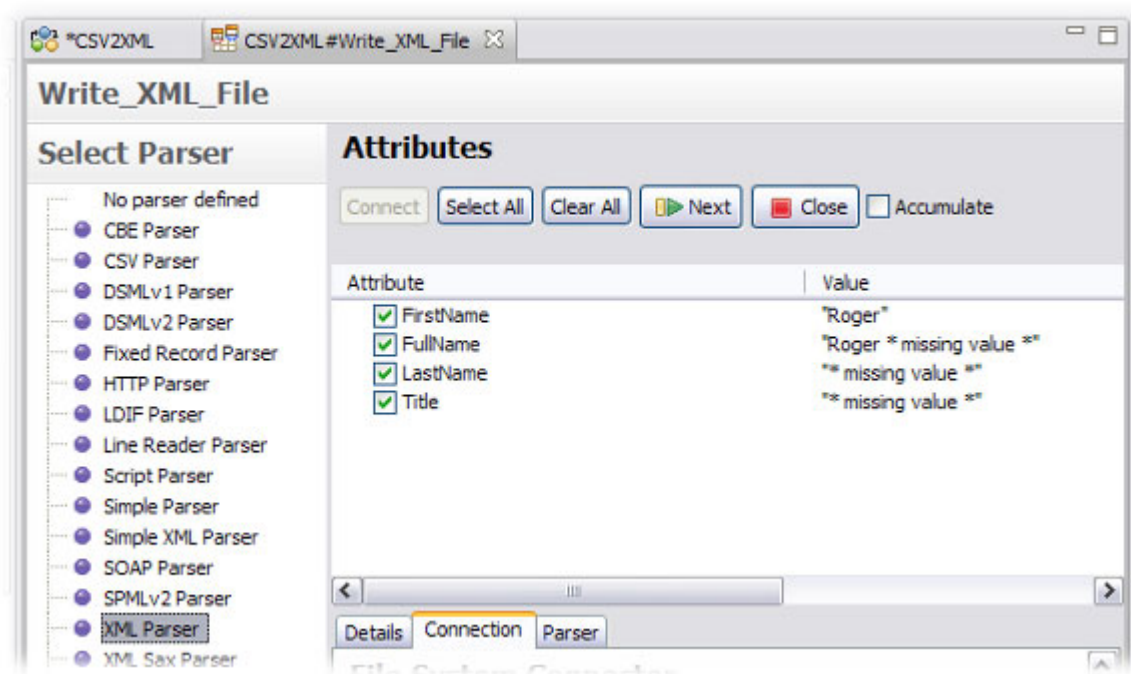 *CSV2XML CSV2XML#Write_XML_File
Write_XML_File
Select Parser
No parser defined
CBE Parser
CSV Parser
DSMLv1 Parser
DSMLv2 Parser
Fixed Record Parser
HTTP Parser
LDIF Parser
Line Reader Parser
Script Parser
Simple Parser
Simple XML Parser
SOAP Parser
SPMLv2 Parser
XML Parser
XML Sax Parser
Attributes
Connect Select All Clear All Next Close Accumulate
Attribute Value
FirstName "Roger"
FullName "Roger * missing value *"
LastName "* missing value *"
Title "* missing value *"
Details Connection Parser
File System Connector